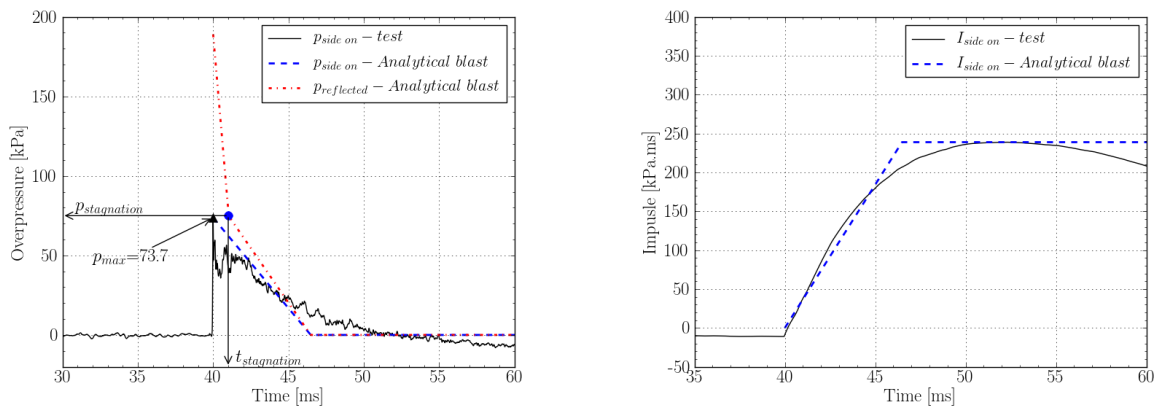 200
150
100
50
0
30 35 40 45 50 55 60
Time [ms]
Overpressure [kPa]
p_side on − test
p_side on − Analytical blast
p_reflected − Analytical blast
p_stagnation
p_max=73.7
t_stagnation
400
350
300
250
200
150
100
50
0
-50
35 40 45 50 55 60
Time [ms]
Impusle [kPa.ms]
I_side on − test
I_side on − Analytical blast